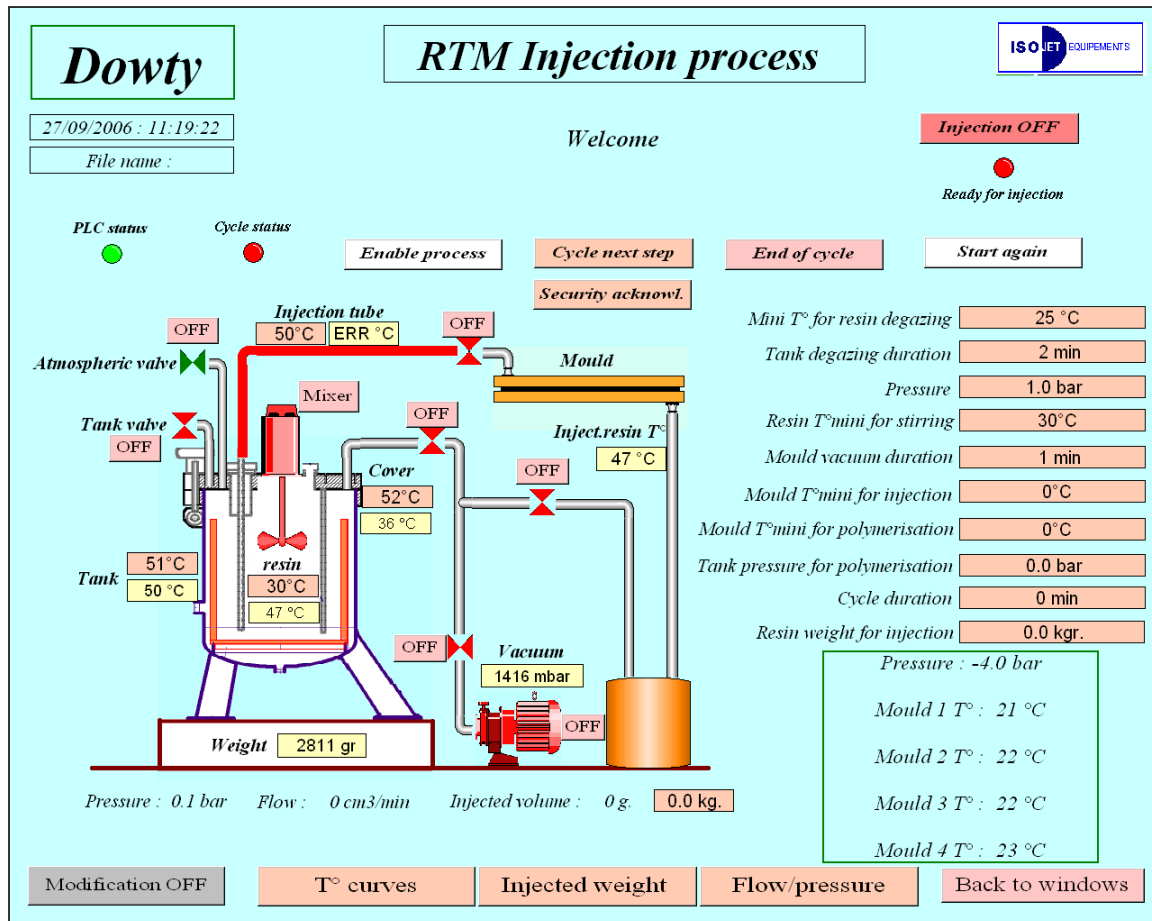 Dowty
RTM Injection process
ISOJET EQUIPEMENTS
27/09/2006 : 11:19:22
File name :
Welcome
Injection OFF
Ready for injection
PLC status
Cycle status
Enable process
Cycle next step
End of cycle
Start again
Security acknowl.
Injection tube
50°C
ERR °C
OFF
OFF
Atmospheric valve
Mould
Mixer
Tank valve
OFF
OFF
Inject.resin T°
47 °C
OFF
Cover
52°C
36 °C
Tank
51°C
50 °C
resin
30°C
47 °C
OFF
Vacuum
1416 mbar
OFF
Weight
2811 gr
Mini T° for resin degazing
25 °C
Tank degazing duration
2 min
Pressure
1.0 bar
Resin T°mini for stirring
30°C
Mould vacuum duration
1 min
Mould T°mini for injection
0°C
Mould T°mini for polymerisation
0°C
Tank pressure for polymerisation
0.0 bar
Cycle duration
0 min
Resin weight for injection
0.0 kgr.
Pressure : -4.0 bar
Mould 1 T° : 21 °C
Mould 2 T° : 22 °C
Mould 3 T° : 22 °C
Mould 4 T° : 23 °C
Pressure : 0.1 bar
Flow : 0 cm3/min
Injected volume : 0 g.
0.0 kg.
Modification OFF
T° curves
Injected weight
Flow/pressure
Back to windows